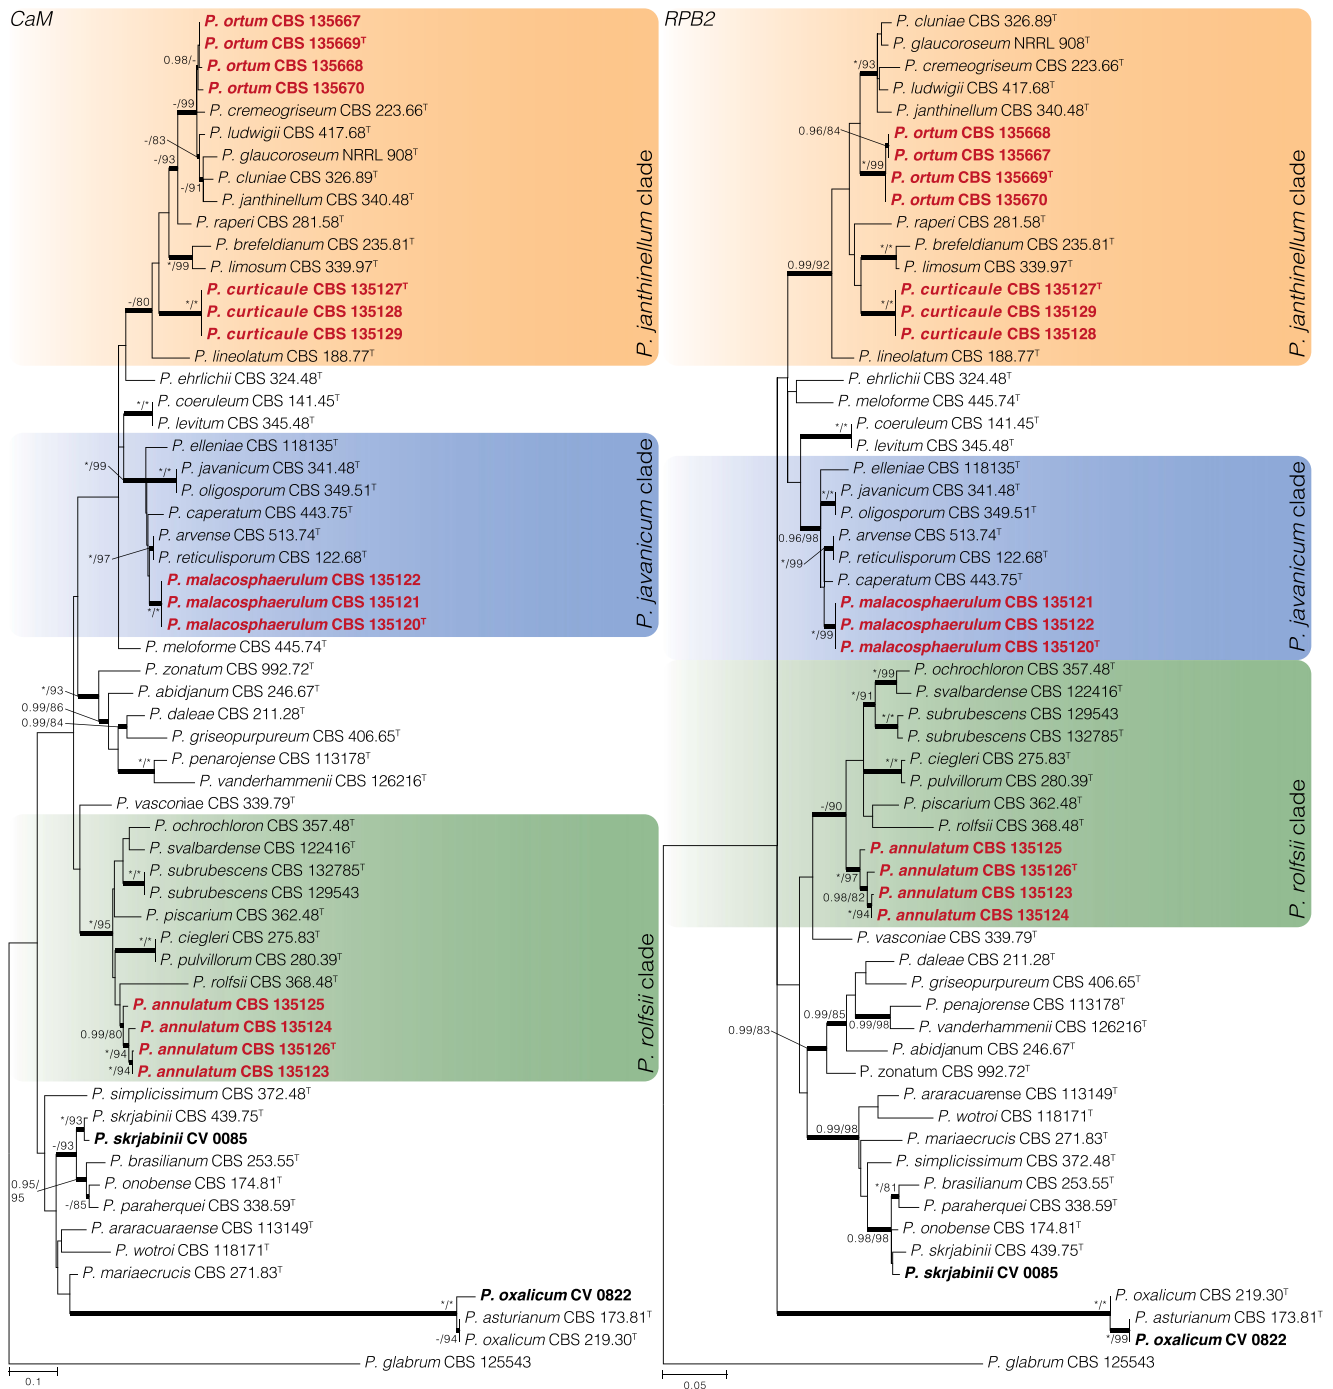 CaM
P. ortum CBS 135667
P. ortum CBS 135669T
0.98/-
P. ortum CBS 135668
P. ortum CBS 135670
-/99
P. cremeogriseum CBS 223.66T
P. ludwigii CBS 417.68T
-/83
P. glaucoroseum NRRL 908T
-/93
P. cluniae CBS 326.89T
-/91
P. janthinellum CBS 340.48T
P. raperi CBS 281.58T
P. brefeldianum CBS 235.81T
*/99
P. limosum CBS 339.97T
P. curticaule CBS 135127T
*/*
-/80
P. curticaule CBS 135128
P. curticaule CBS 135129
P. lineolatum CBS 188.77T
P. janthinellum clade
P. ehrlichii CBS 324.48T
*/*
P. coeruleum CBS 141.45T
P. levitum CBS 345.48T
P. elleniae CBS 118135T
*/99
*/*
P. javanicum CBS 341.48T
P. oligosporum CBS 349.51T
P. caperatum CBS 443.75T
P. arvense CBS 513.74T
*/97
P. reticulisporum CBS 122.68T
P. malacosphaerulum CBS 135122
P. malacosphaerulum CBS 135121
*/*
P. malacosphaerulum CBS 135120T
P. javanicum clade
P. meloforme CBS 445.74T
P. zonatum CBS 992.72T
*/93
P. abidjanum CBS 246.67T
0.99/86
P. daleae CBS 211.28T
0.99/84
P. griseopurpureum CBS 406.65T
*/*
P. penarojense CBS 113178T
P. vanderhammenii CBS 126216T
P. vasconiae CBS 339.79T
P. ochrochloron CBS 357.48T
P. svalbardense CBS 122416T
*/*
P. subrubescens CBS 132785T
P. subrubescens CBS 129543
*/95
P. piscarium CBS 362.48T
*/*
P. ciegleri CBS 275.83T
P. pulvillorum CBS 280.39T
P. rolfsii CBS 368.48T
P. annulatum CBS 135125
0.99/80
P. annulatum CBS 135124
*/94
P. annulatum CBS 135126T
*/94
P. annulatum CBS 135123
P. rolfsii clade
P. simplicissimum CBS 372.48T
*/93
P. skrjabinii CBS 439.75T
P. skrjabinii CV 0085
-/93
P. brasilianum CBS 253.55T
0.95/
95
P. onobense CBS 174.81T
-/85
P. paraherquei CBS 338.59T
P. araracuaraense CBS 113149T
P. wotroi CBS 118171T
P. mariaecrucis CBS 271.83T
*/*
P. oxalicum CV 0822
P. asturianum CBS 173.81T
-/94
P. oxalicum CBS 219.30T
P. glabrum CBS 125543
0.1
RPB2
P. cluniae CBS 326.89T
P. glaucoroseum NRRL 908T
*/93
P. cremeogriseum CBS 223.66T
P. ludwigii CBS 417.68T
P. janthinellum CBS 340.48T
0.96/84
P. ortum CBS 135668
P. ortum CBS 135667
*/99
P. ortum CBS 135669T
P. ortum CBS 135670
P. raperi CBS 281.58T
*/*
P. brefeldianum CBS 235.81T
0.99/92
P. limosum CBS 339.97T
P. curticaule CBS 135127T
*/*
P. curticaule CBS 135129
P. curticaule CBS 135128
P. lineolatum CBS 188.77T
P. janthinellum clade
P. ehrlichii CBS 324.48T
P. meloforme CBS 445.74T
*/*
P. coeruleum CBS 141.45T
P. levitum CBS 345.48T
P. elleniae CBS 118135T
*/*
P. javanicum CBS 341.48T
P. oligosporum CBS 349.51T
0.96/98
P. arvense CBS 513.74T
*/99
P. reticulisporum CBS 122.68T
P. caperatum CBS 443.75T
P. malacosphaerulum CBS 135121
P. malacosphaerulum CBS 135122
*/99
P. malacosphaerulum CBS 135120T
P. javanicum clade
*/99
P. ochrochloron CBS 357.48T
*/91
P. svalbardense CBS 122416T
*/*
P. subrubescens CBS 129543
P. subrubescens CBS 132785T
*/*
P. ciegleri CBS 275.83T
P. pulvillorum CBS 280.39T
-/90
P. piscarium CBS 362.48T
P. rolfsii CBS 368.48T
P. annulatum CBS 135125
*/97
P. annulatum CBS 135126T
0.98/82
P. annulatum CBS 135123
*/94
P. annulatum CBS 135124
P. rolfsii clade
P. vasconiae CBS 339.79T
P. daleae CBS 211.28T
P. griseopurpureum CBS 406.65T
0.99/85
P. penajorense CBS 113178T
0.99/98
P. vanderhammenii CBS 126216T
0.99/83
P. abidjanum CBS 246.67T
P. zonatum CBS 992.72T
P. araracuarense CBS 113149T
P. wotroi CBS 118171T
0.99/98
P. mariaecrucis CBS 271.83T
P. simplicissimum CBS 372.48T
*/81
P. brasilianum CBS 253.55T
P. paraherquei CBS 338.59T
P. onobense CBS 174.81T
0.98/98
P. skrjabinii CBS 439.75T
P. skrjabinii CV 0085
*/*
P. oxalicum CBS 219.30T
P. asturianum CBS 173.81T
*/99
P. oxalicum CV 0822
P. glabrum CBS 125543
0.05